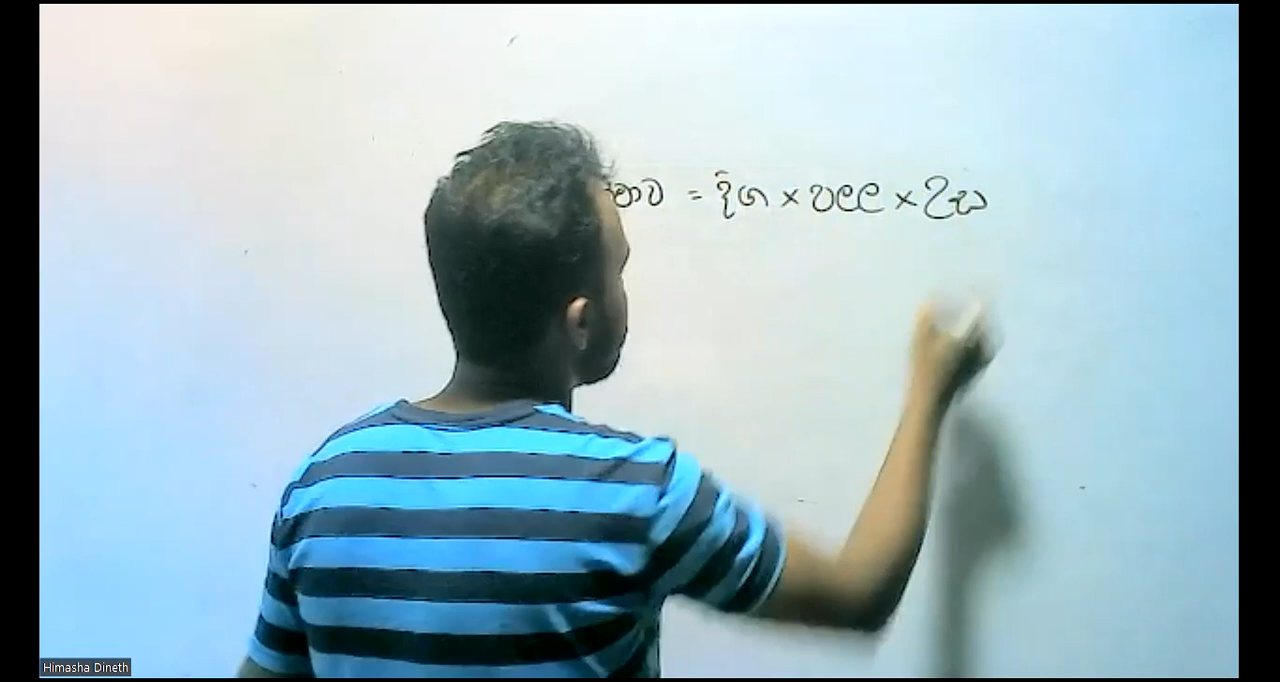 = දිග × පළල × උස
Himasha Dineth